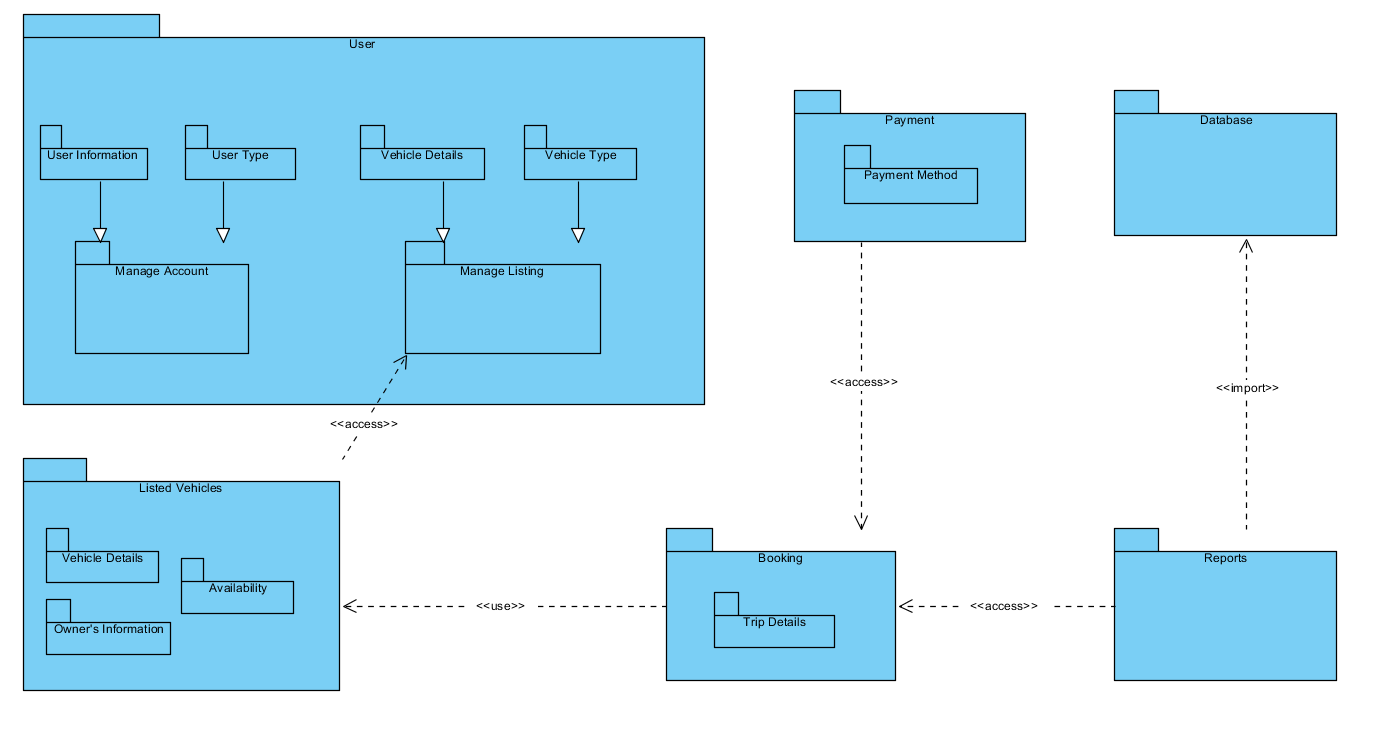 User
User Information
User Type
Vehicle Details
Vehicle Type
Manage Account
Manage Listing
Payment
Payment Method
Database
<<access>>
<<access>>
<<import>>
Listed Vehicles
Vehicle Details
Availability
Owner's Information
<<use>>
Booking
Trip Details
<<access>>
Reports